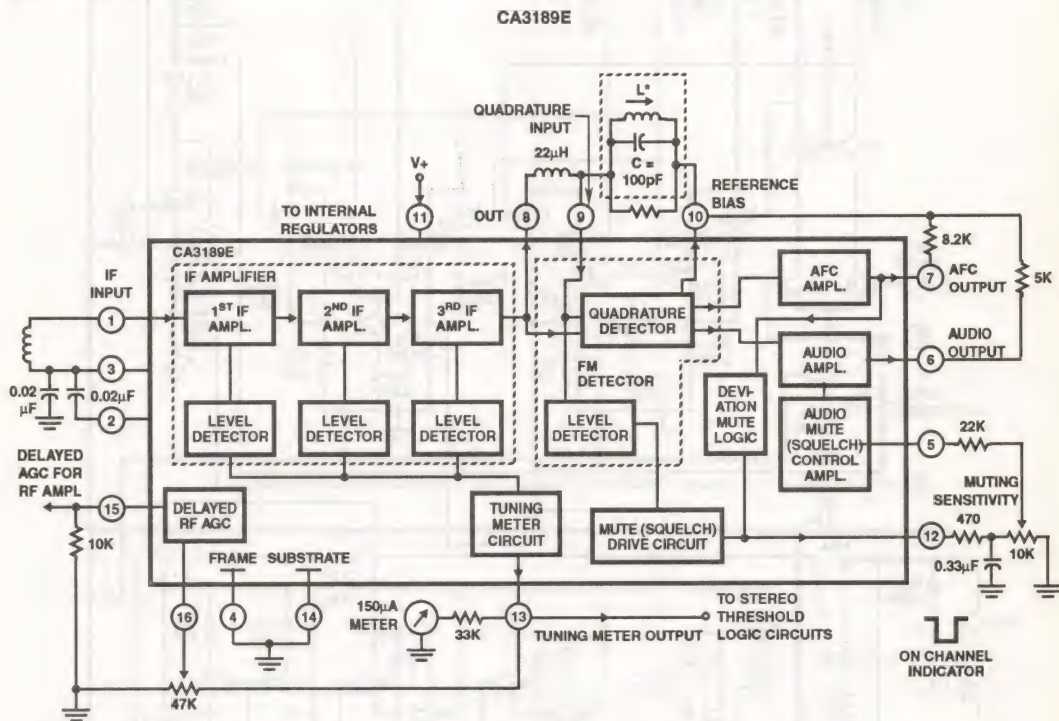 CA3189E
L*
QUADRATURE
INPUT
22µH
C =
100pF
V+
TO INTERNAL
REGULATORS
11
OUT
8
9
10
REFERENCE
BIAS
8.2K
5K
CA3189E
IF AMPLIFIER
IF
INPUT
1
1ST IF
AMPL.
2ND IF
AMPL.
3RD IF
AMPL.
QUADRATURE
DETECTOR
AFC
AMPL.
7
AFC
OUTPUT
3
0.02
µF
0.02µF
2
FM
DETECTOR
AUDIO
AMPL.
6
AUDIO
OUTPUT
LEVEL
DETECTOR
LEVEL
DETECTOR
LEVEL
DETECTOR
LEVEL
DETECTOR
DEVI-
ATION
MUTE
LOGIC
AUDIO
MUTE
(SQUELCH)
CONTROL
AMPL.
5
22K
DELAYED
AGC FOR
RF AMPL
15
DELAYED
RF AGC
TUNING
METER
CIRCUIT
MUTE (SQUELCH)
DRIVE CIRCUIT
MUTING
SENSITIVITY
12
470
10K
0.33µF
10K
FRAME
SUBSTRATE
16
4
14
150µA
METER
33K
13
TUNING METER OUTPUT
TO STEREO
THRESHOLD
LOGIC CIRCUITS
ON CHANNEL
INDICATOR
47K